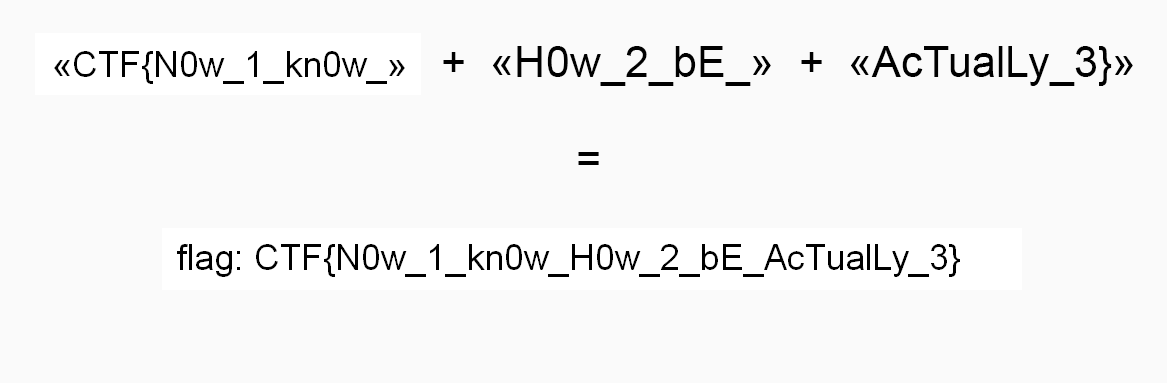 «CTF{N0w_1_kn0w_» + «H0w_2_bE_» + «AcTualLy_3}»
=
flag: CTF{N0w_1_kn0w_H0w_2_bE_AcTualLy_3}